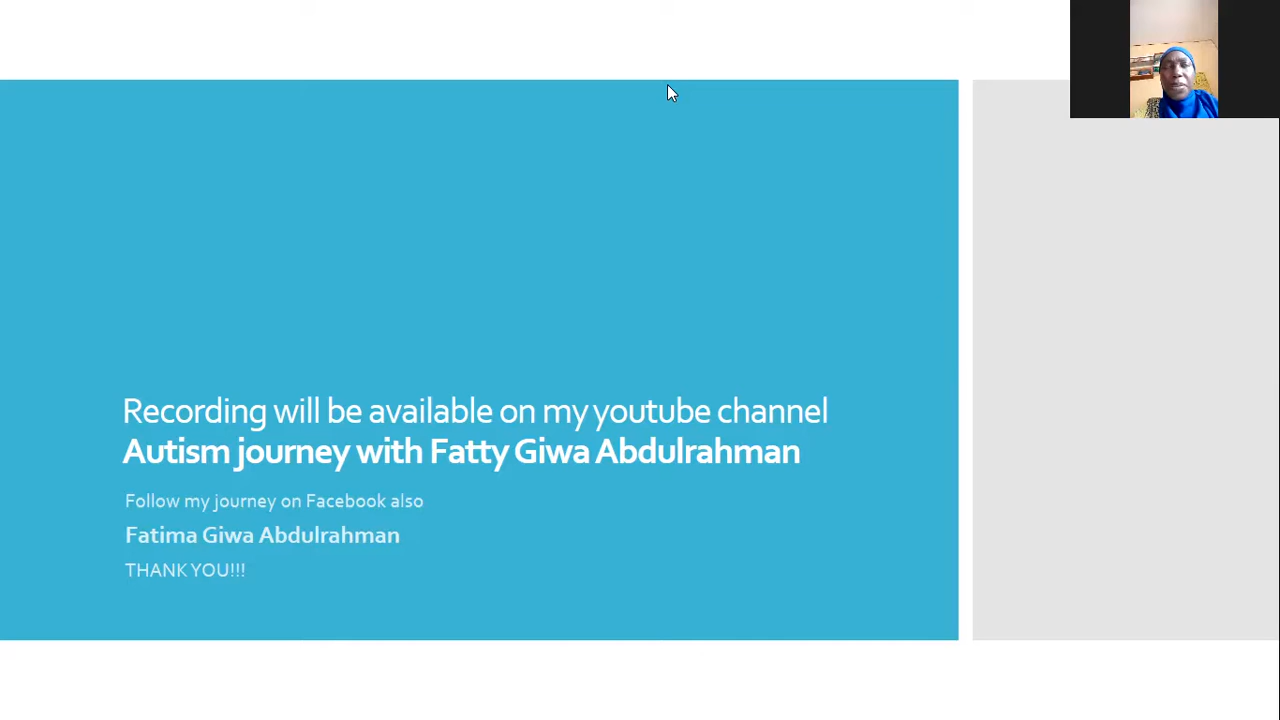 Recording will be available on my youtube channel
Autism journey with Fatty Giwa Abdulrahman
Follow my journey on Facebook also
Fatima Giwa Abdulrahman
THANK YOU!!!